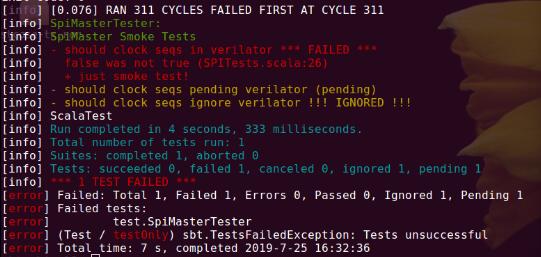 [info] [0.076] RAN 311 CYCLES FAILED FIRST AT CYCLE 311
[info] SpiMasterTester:
[info] SpiMaster Smoke Tests
[info] - should clock seqs in verilator *** FAILED ***
[info]   false was not true (SPITests.scala:26)
[info]   + just smoke test!
[info] - should clock seqs pending verilator (pending)
[info] - should clock seqs ignore verilator !!! IGNORED !!!
[info] ScalaTest
[info] Run completed in 4 seconds, 333 milliseconds.
[info] Total number of tests run: 1
[info] Suites: completed 1, aborted 0
[info] Tests: succeeded 0, failed 1, canceled 0, ignored 1, pending 1
[info] *** 1 TEST FAILED ***
[error] Failed: Total 1, Failed 1, Errors 0, Passed 0, Ignored 1, Pending 1
[error] Failed tests:
[error]         test.SpiMasterTester
[error] (Test / testOnly) sbt.TestsFailedException: Tests unsuccessful
[error] Total time: 7 s, completed 2019-7-25 16:32:36